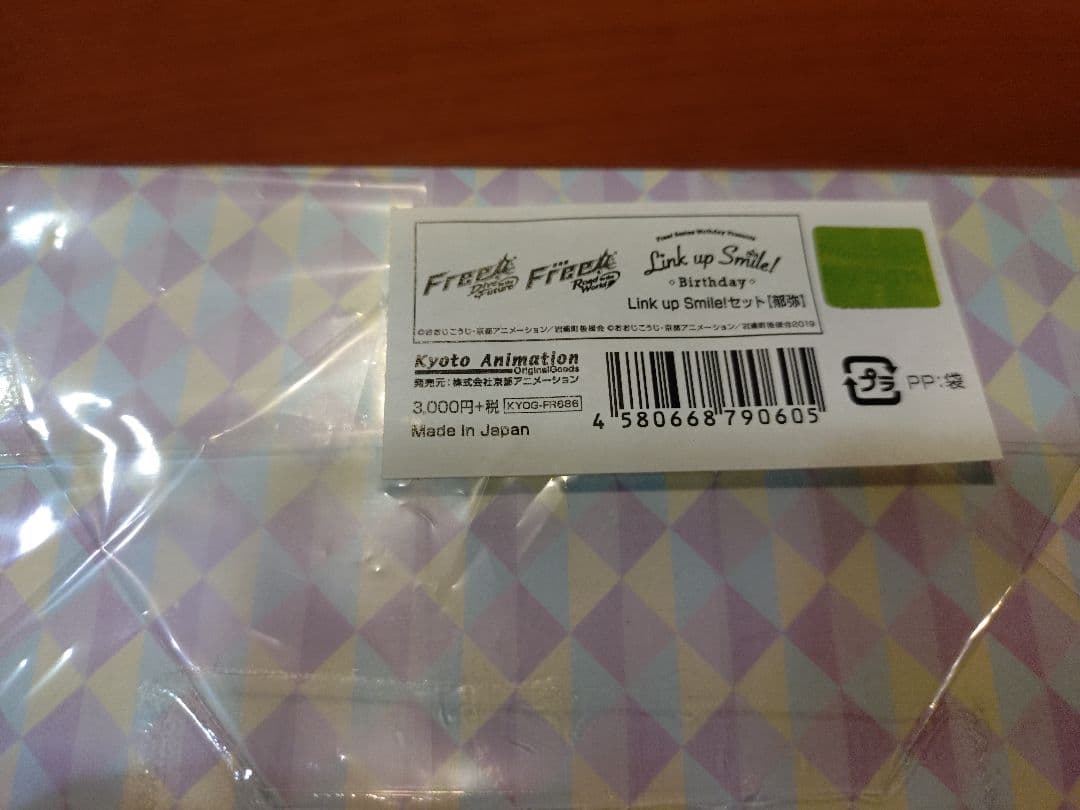 Free! Series Birthday Presents
Free!
Dive to the Future
Free!
Road to the World
Link up Smile!
Birthday
Link up Smile!セット[郁弥]
©おおじこうじ・京都アニメーション／岩鳶町後援会 ©おおじこうじ・京都アニメーション／岩鳶町後援会2019
Kyoto Animation
OriginalGoods
発売元：株式会社京都アニメーション
3,000円+税 KYOG-FR686
Made In Japan
4 580668 790605
プラ PP:袋